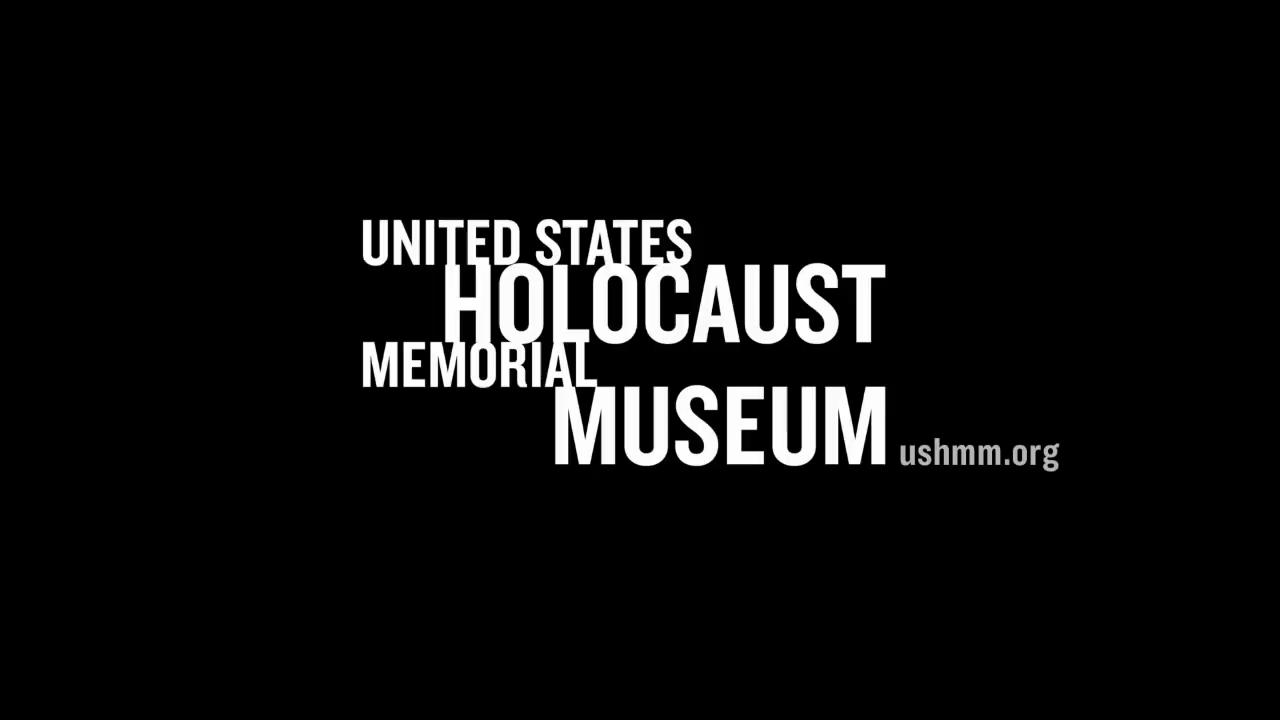 UNITED STATES
HOLOCAUST
MEMORIAL
MUSEUM
ushmm.org